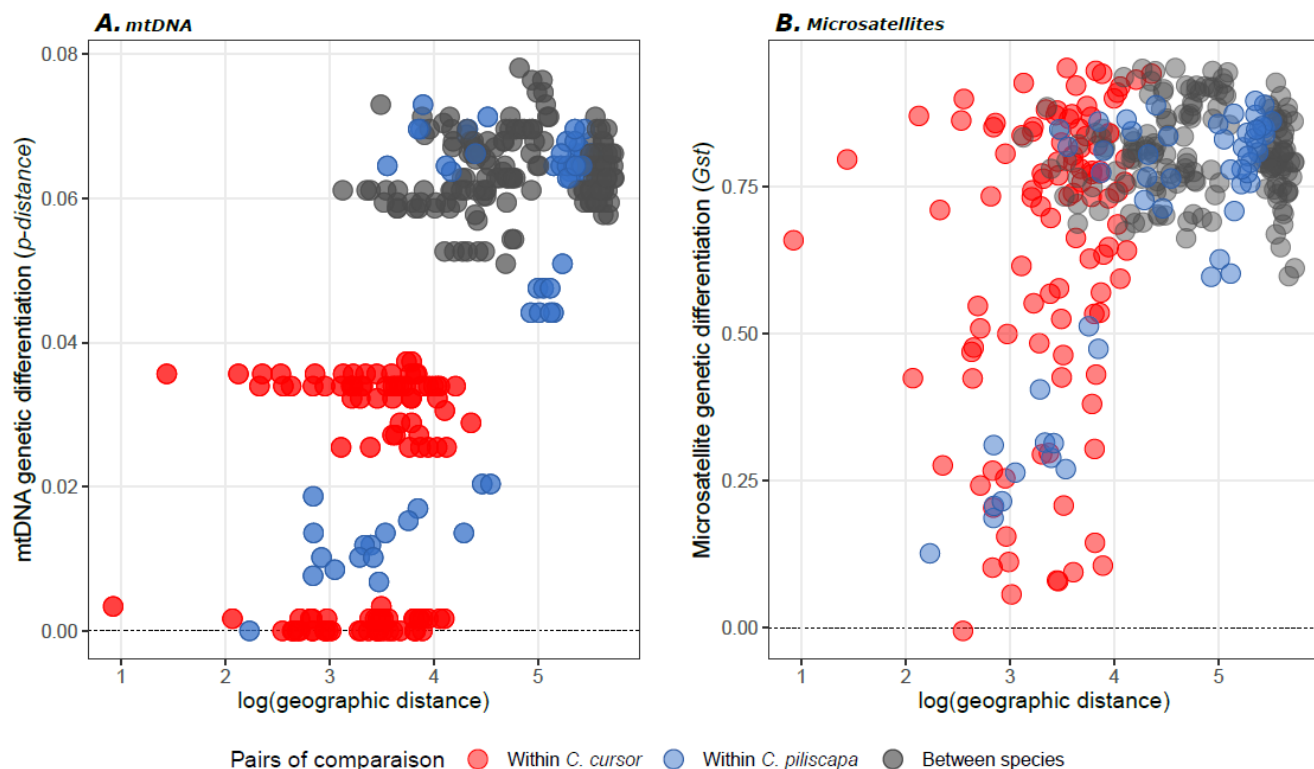 A. mtDNA
mtDNA genetic differentiation (p-distance)
0.08
0.06
0.04
0.02
0.00
1 2 3 4 5
log(geographic distance)
B. Microsatellites
Microsatellite genetic differentiation (Gst)
0.75
0.50
0.25
0.00
1 2 3 4 5
log(geographic distance)
Pairs of comparison Within C. cursor Within C. piliscapa Between species